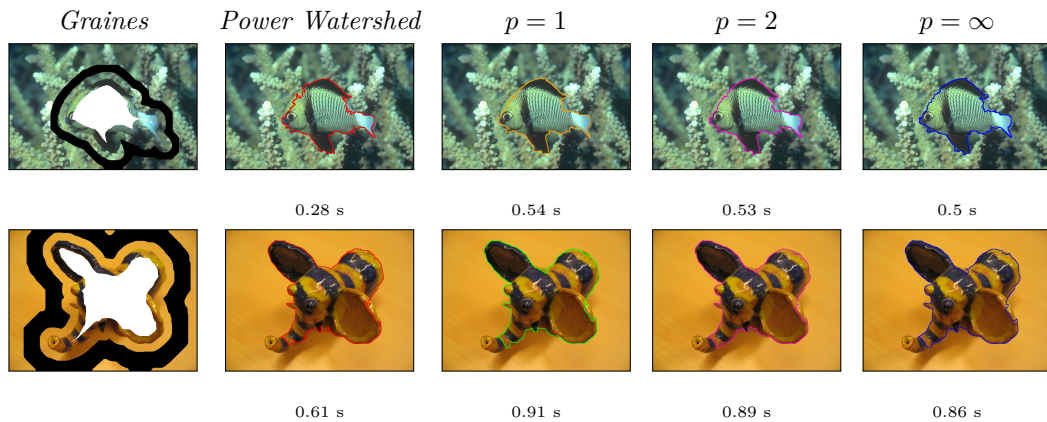 Graines Power Watershed p = 1 p = 2 p = ∞
0.28 s 0.54 s 0.53 s 0.5 s
0.61 s 0.91 s 0.89 s 0.86 s